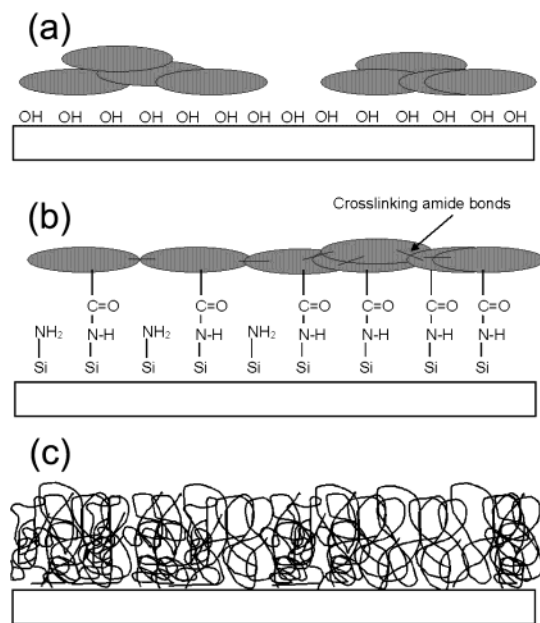 (a)
OH OH OH OH OH OH OH OH OH OH OH OH OH OH
(b)
Crosslinking amide bonds
C=O C=O C=O C=O C=O C=O
NH₂ N-H NH₂ N-H NH₂ N-H N-H N-H N-H
Si Si Si Si Si Si Si Si Si
(c)